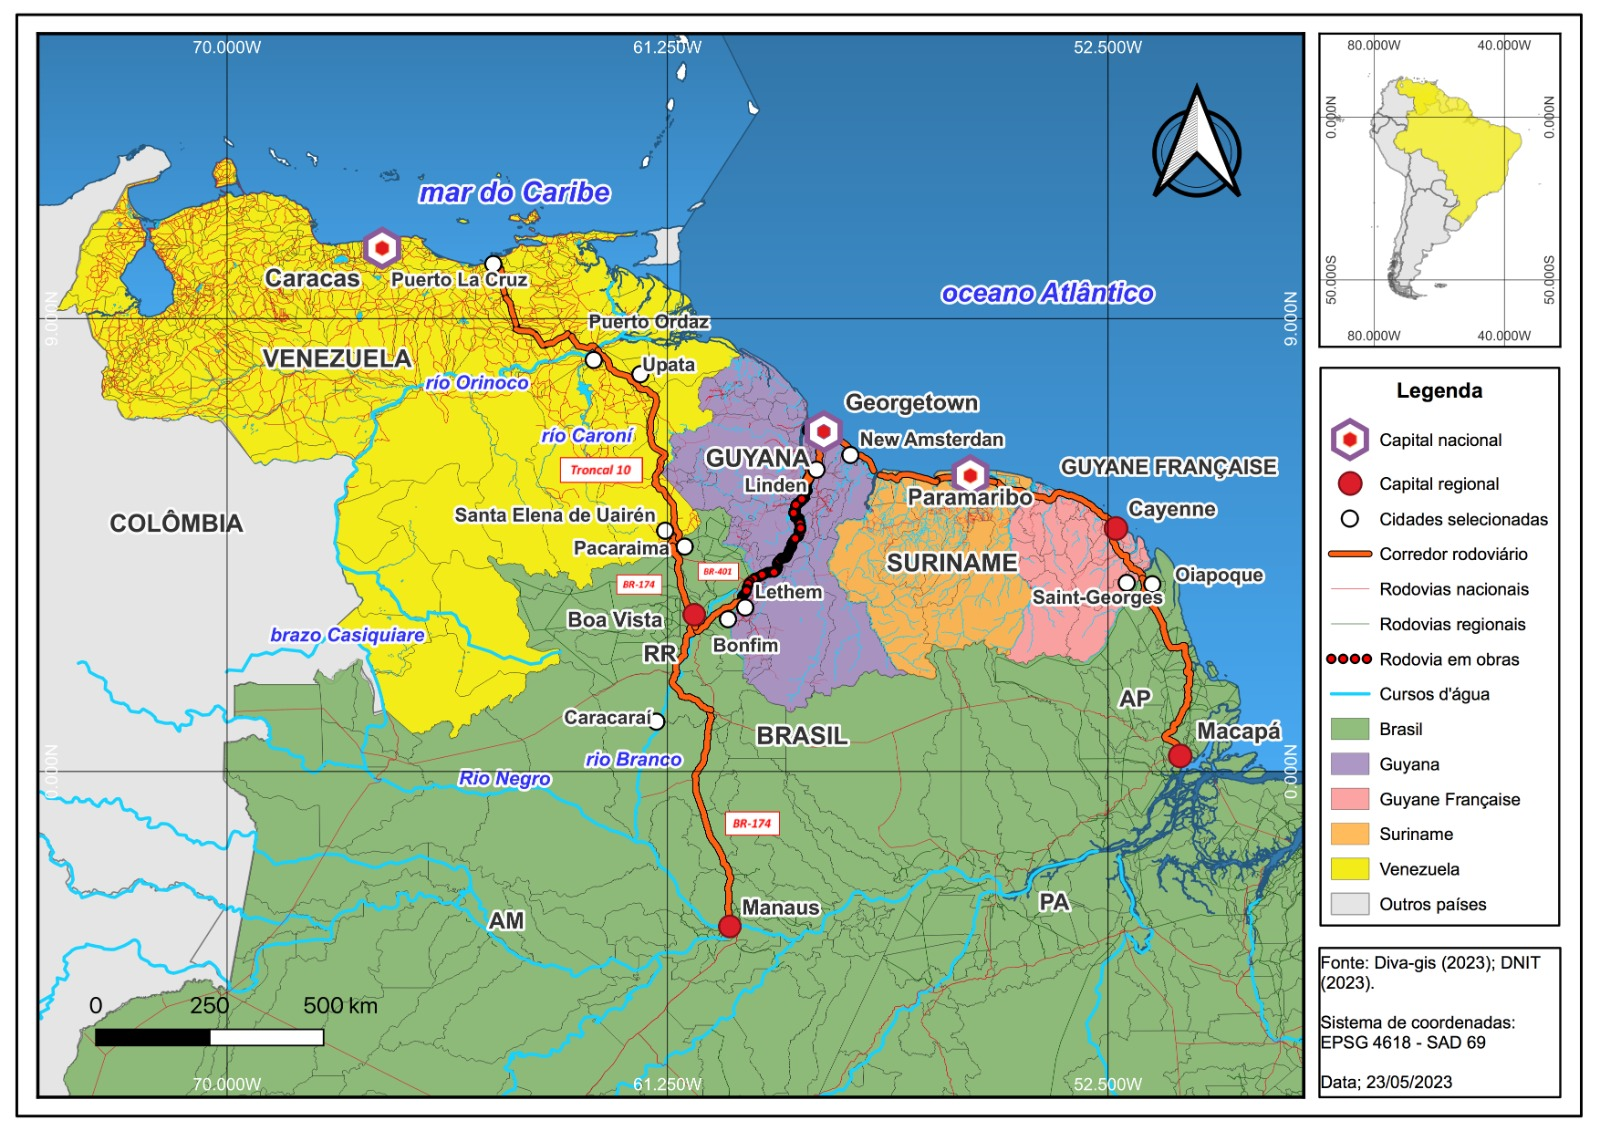 70.000W
61.250W
52.500W
mar do Caribe
Caracas
Puerto La Cruz
oceano Atlântico
9.000N
9.000N
Puerto Ordaz
VENEZUELA
Upata
río Orinoco
Georgetown
río Caroní
New Amsterdan
GUYANA
GUYANE FRANÇAISE
Troncal 10
Linden
Paramaribo
Santa Elena de Uairén
Cayenne
COLÔMBIA
Pacaraima
SURINAME
BR-401
BR-174
Oiapoque
Lethem
Saint-Georges
Boa Vista
brazo Casiquiare
Bonfim
RR
AP
Caracaraí
BRASIL
Macapá
rio Branco
0.000N
0.000N
Rio Negro
BR-174
Manaus
PA
AM
0 250 500 km
70.000W
61.250W
52.500W
80.000W
40.000W
0.000N
0.000N
50.000S
50.000S
80.000W
40.000W
Legenda
Capital nacional
Capital regional
Cidades selecionadas
Corredor rodoviário
Rodovias nacionais
Rodovias regionais
Rodovia em obras
Cursos d'água
Brasil
Guyana
Guyane Française
Suriname
Venezuela
Outros países
Fonte: Diva-gis (2023); DNIT
(2023).
Sistema de coordenadas:
EPSG 4618 - SAD 69
Data; 23/05/2023